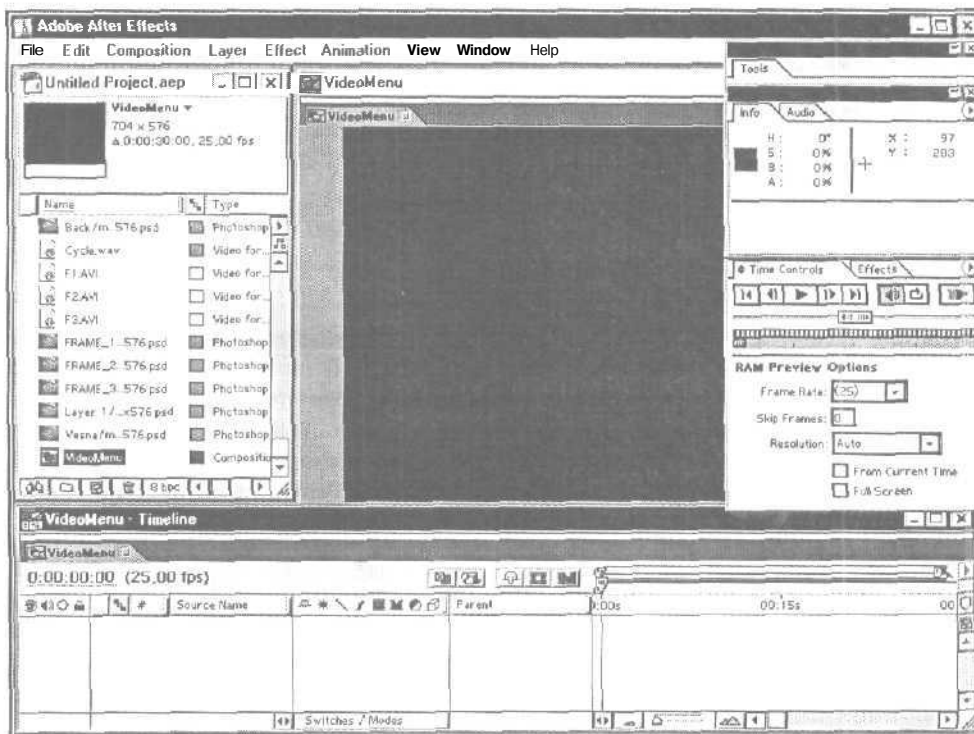 Adobe After Effects
File Edit Composition Layer Effect Animation View Window Help
Untitled Project.aep
VideoMenu
704 x 576
Δ 0:00:30:00, 25,00 fps
Name Type
Back/m..576.psd Photoshop
Cycle.wav Video for...
F1.AVI Video for...
F2.AVI Video for...
F3.AVI Video for...
FRAME_1..576.psd Photoshop
FRAME_2..576.psd Photoshop
FRAME_3..576.psd Photoshop
Layer 1/..x576.psd Photoshop
Vesna/m..576.psd Photoshop
VideoMenu Compositio
8 bpc
VideoMenu
VideoMenu
Tools
Info Audio
H: 0° X: 97
S: 0% Y: 203
B: 0%
A: 0%
Time Controls Effects
RAM Preview Options
Frame Rate: (25)
Skip Frames: 0
Resolution: Auto
From Current Time
Full Screen
VideoMenu - Timeline
VideoMenu
0:00:00:00 (25,00 fps)
# Source Name Parent
):00s 00:15s 00
Switches / Modes